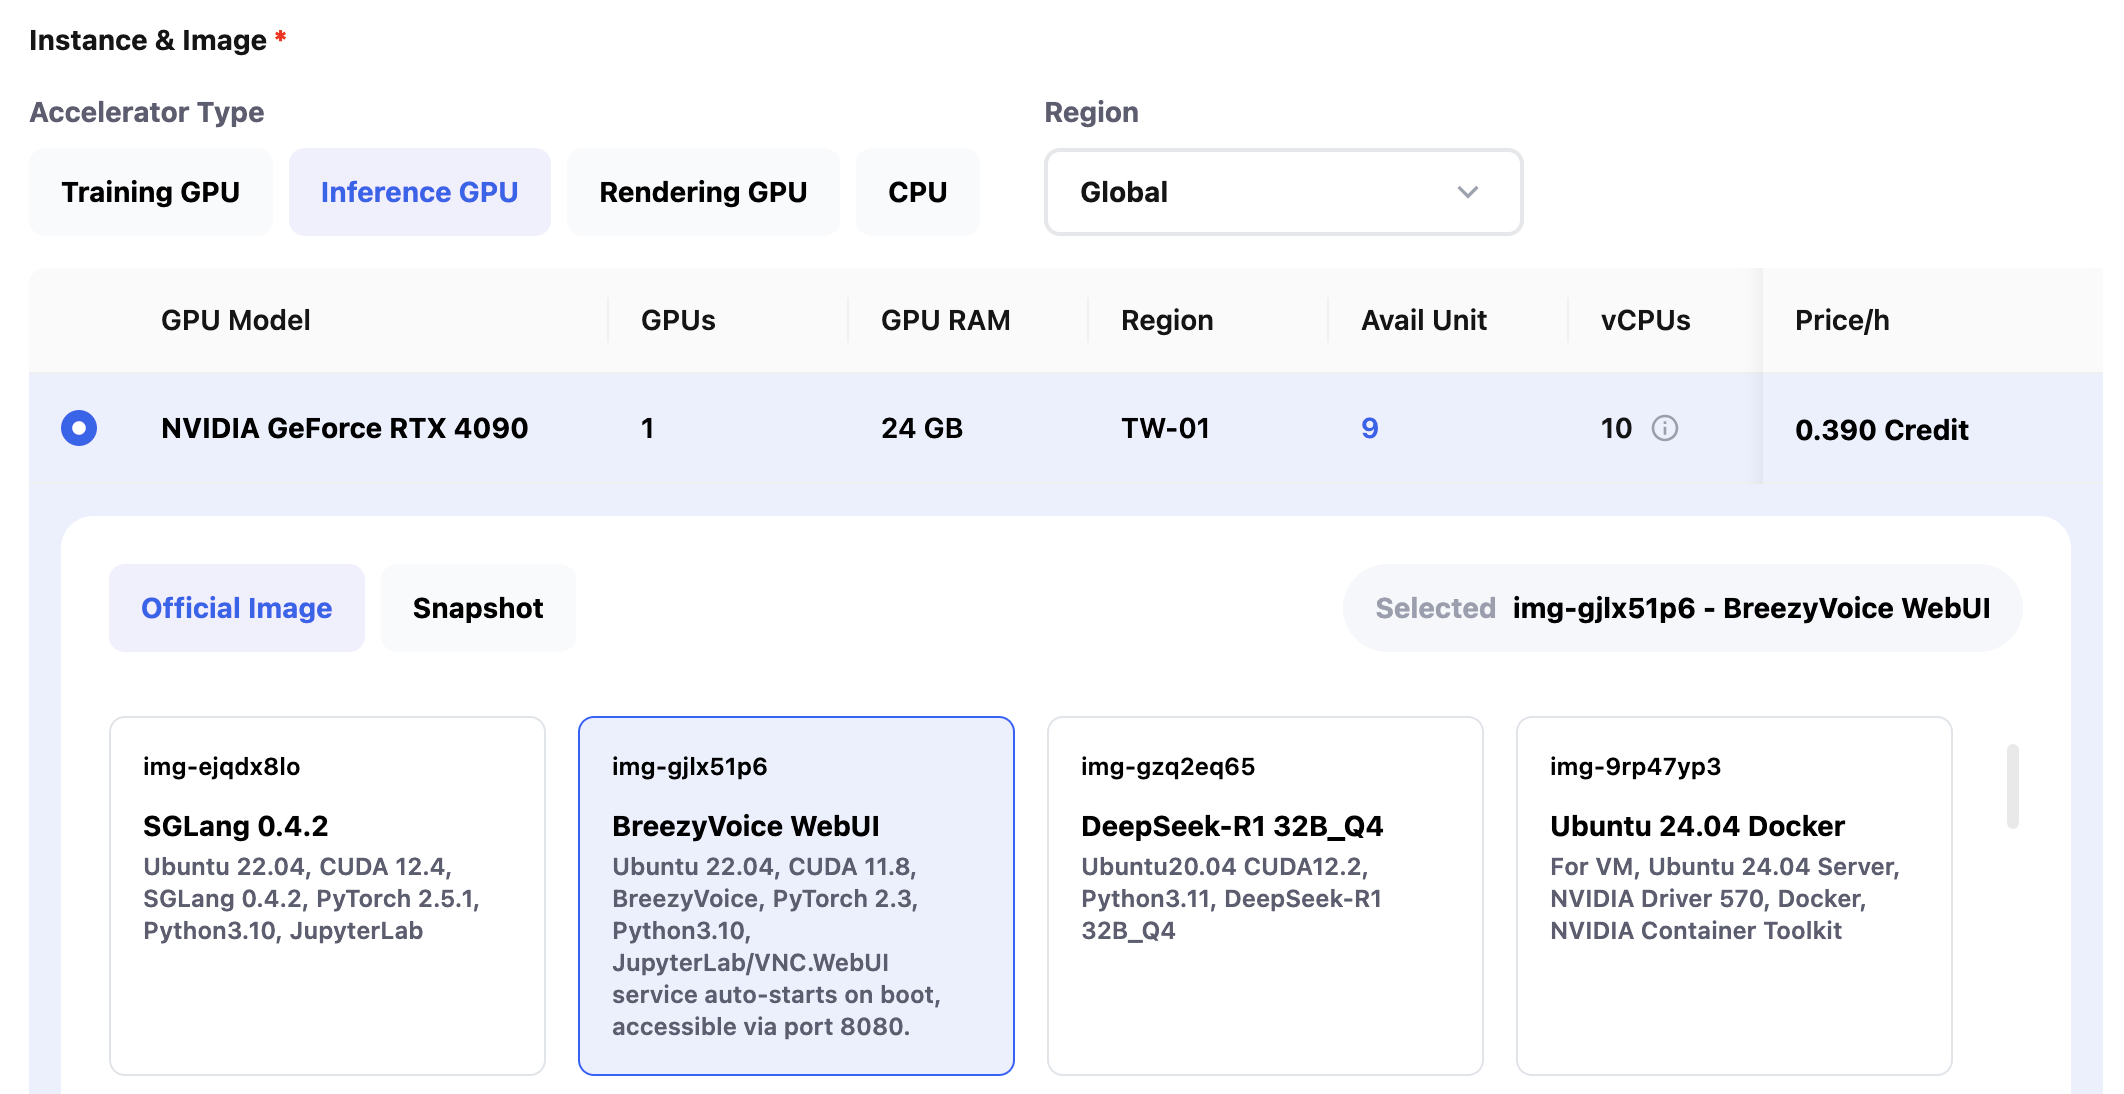 Instance & Image *
Accelerator Type
Region
Training GPU
Inference GPU
Rendering GPU
CPU
Global
GPU Model
GPUs
GPU RAM
Region
Avail Unit
vCPUs
Price/h
NVIDIA GeForce RTX 4090
1
24 GB
TW-01
9
10
0.390 Credit
Official Image
Snapshot
Selected img-gjlx51p6 - BreezyVoice WebUI
img-ejqdx8lo
SGLang 0.4.2
Ubuntu 22.04, CUDA 12.4,
SGLang 0.4.2, PyTorch 2.5.1,
Python3.10, JupyterLab
img-gjlx51p6
BreezyVoice WebUI
Ubuntu 22.04, CUDA 11.8,
BreezyVoice, PyTorch 2.3,
Python3.10,
JupyterLab/VNC.WebUI
service auto-starts on boot,
accessible via port 8080.
img-gzq2eq65
DeepSeek-R1 32B_Q4
Ubuntu20.04 CUDA12.2,
Python3.11, DeepSeek-R1
32B_Q4
img-9rp47yp3
Ubuntu 24.04 Docker
For VM, Ubuntu 24.04 Server,
NVIDIA Driver 570, Docker,
NVIDIA Container Toolkit